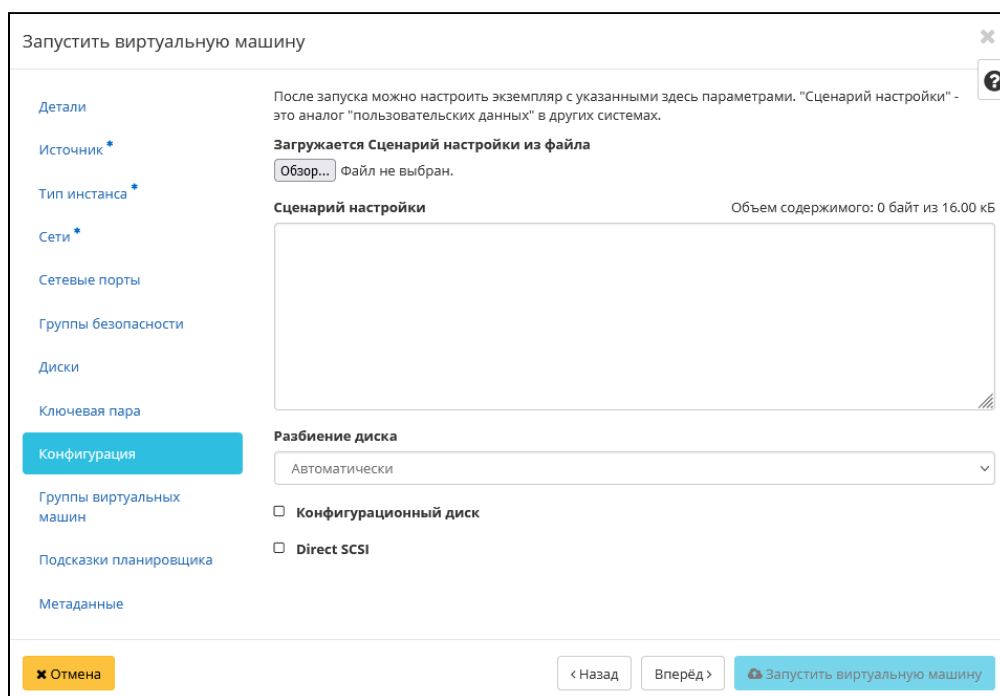 Запустить виртуальную машину
Детали
Источник *
Тип инстанса *
Сети *
Сетевые порты
Группы безопасности
Диски
Ключевая пара
Конфигурация
Группы виртуальных
машин
Подсказки планировщика
Метаданные
После запуска можно настроить экземпляр с указанными здесь параметрами. "Сценарий настройки" -
это аналог "пользовательских данных" в других системах.
Загружается Сценарий настройки из файла
Обзор... Файл не выбран.
Сценарий настройки Объем содержимого: 0 байт из 16.00 кБ
Разбиение диска
Автоматически
Конфигурационный диск
Direct SCSI
✖ Отмена
‹ Назад
Вперёд ›
Запустить виртуальную машину